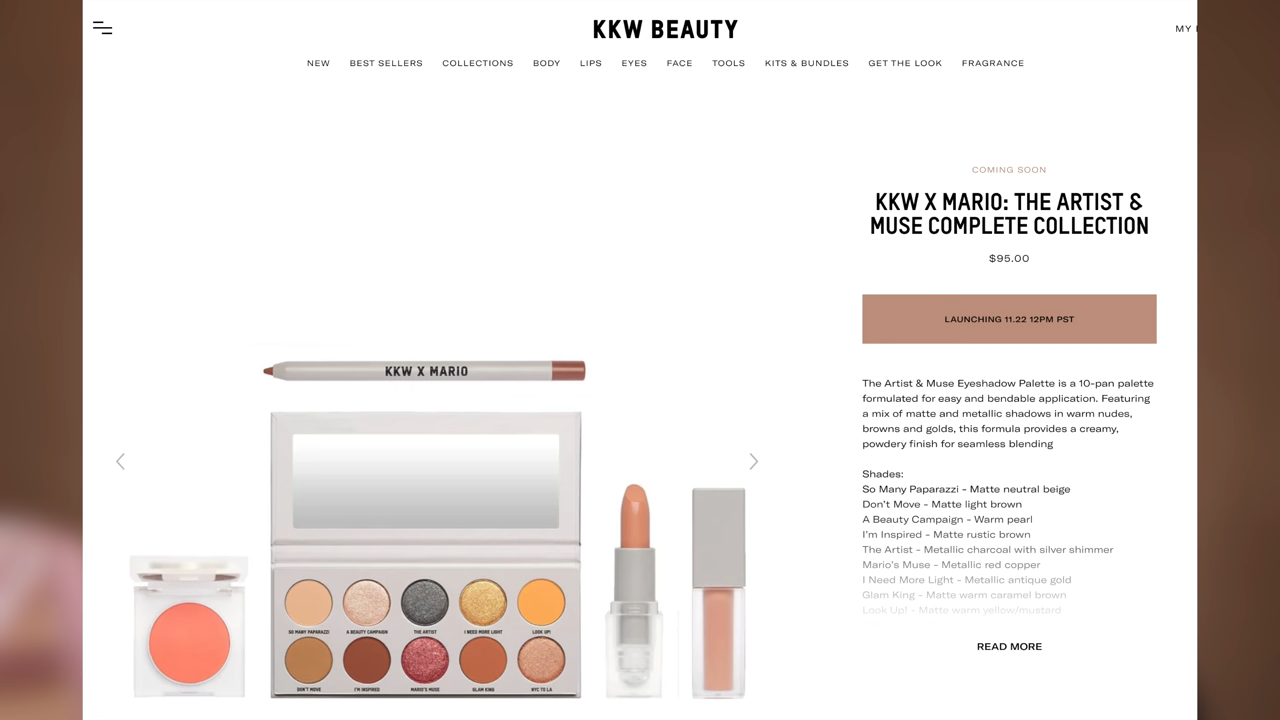 KKW BEAUTY
MY
NEW BEST SELLERS COLLECTIONS BODY LIPS EYES FACE TOOLS KITS & BUNDLES GET THE LOOK FRAGRANCE
COMING SOON
KKW X MARIO: THE ARTIST &
MUSE COMPLETE COLLECTION
$95.00
LAUNCHING 11.22 12PM PST
The Artist & Muse Eyeshadow Palette is a 10-pan palette
formulated for easy and bendable application. Featuring
a mix of matte and metallic shadows in warm nudes,
browns and golds, this formula provides a creamy,
powdery finish for seamless blending
Shades:
So Many Paparazzi - Matte neutral beige
Don't Move - Matte light brown
A Beauty Campaign - Warm pearl
I'm Inspired - Matte rustic brown
The Artist - Metallic charcoal with silver shimmer
Mario's Muse - Metallic red copper
I Need More Light - Metallic antique gold
Glam King - Matte warm caramel brown
Look Up! - Matte warm yellow/mustard
READ MORE
KKW X MARIO
SO MANY PAPARAZZI A BEAUTY CAMPAIGN THE ARTIST I NEED MORE LIGHT LOOK UP!
DON'T MOVE I'M INSPIRED MARIO'S MUSE GLAM KING NYC TO LA